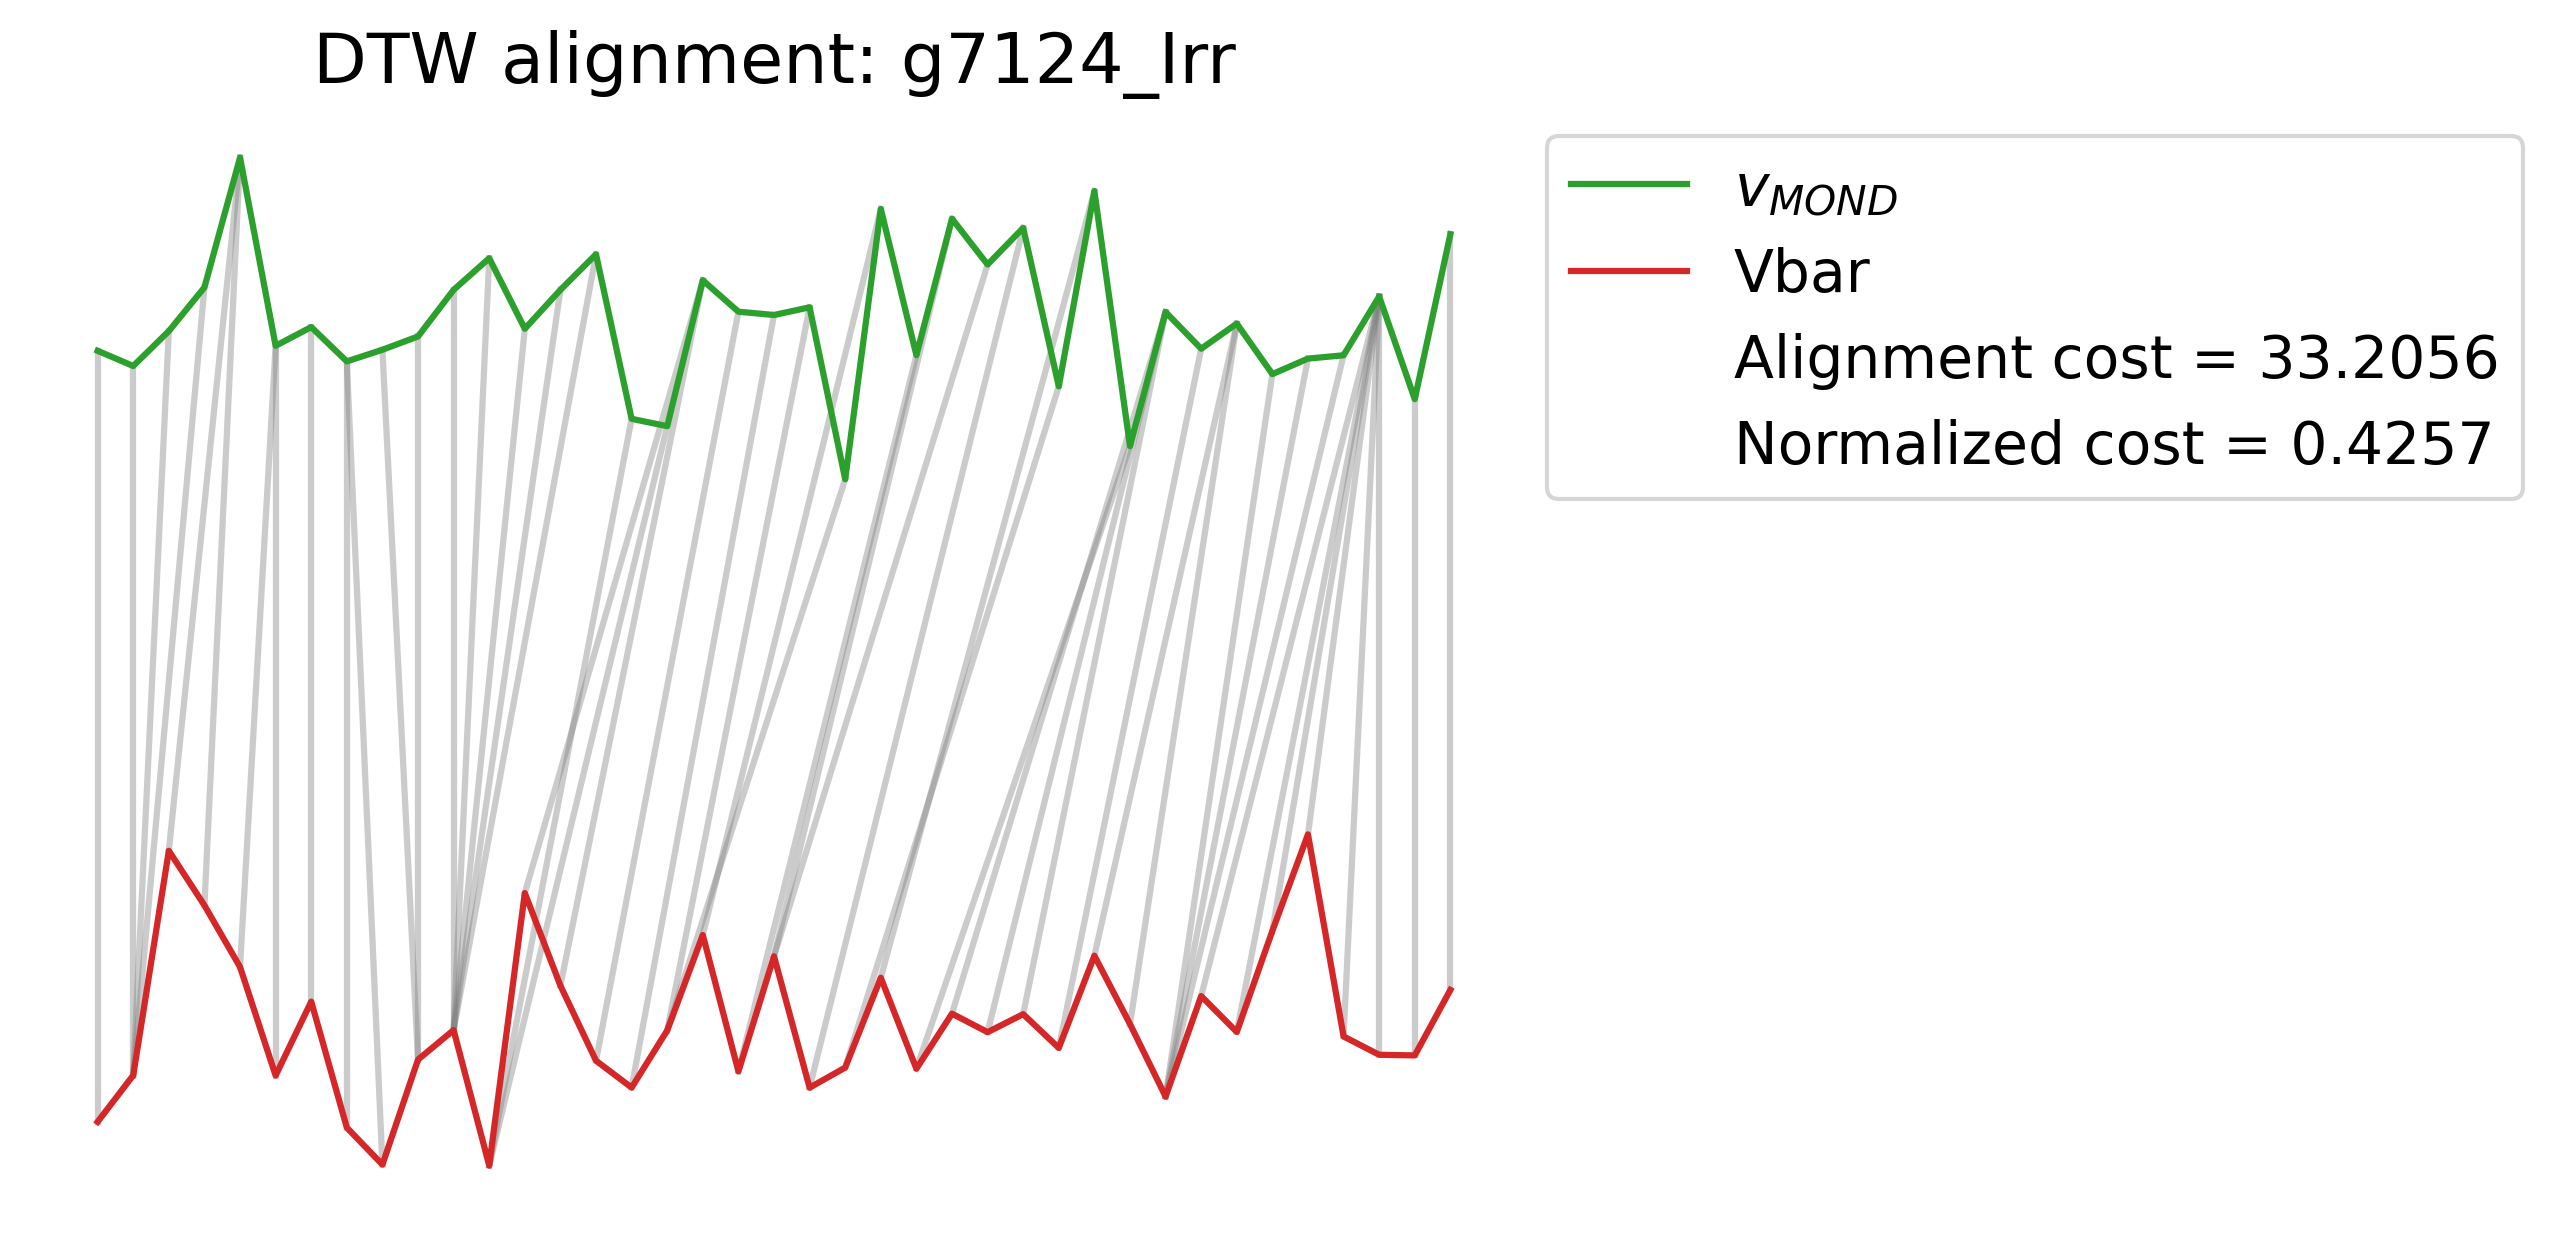 DTW alignment: g7124_Irr
v_MOND
Vbar
Alignment cost = 33.2056
Normalized cost = 0.4257